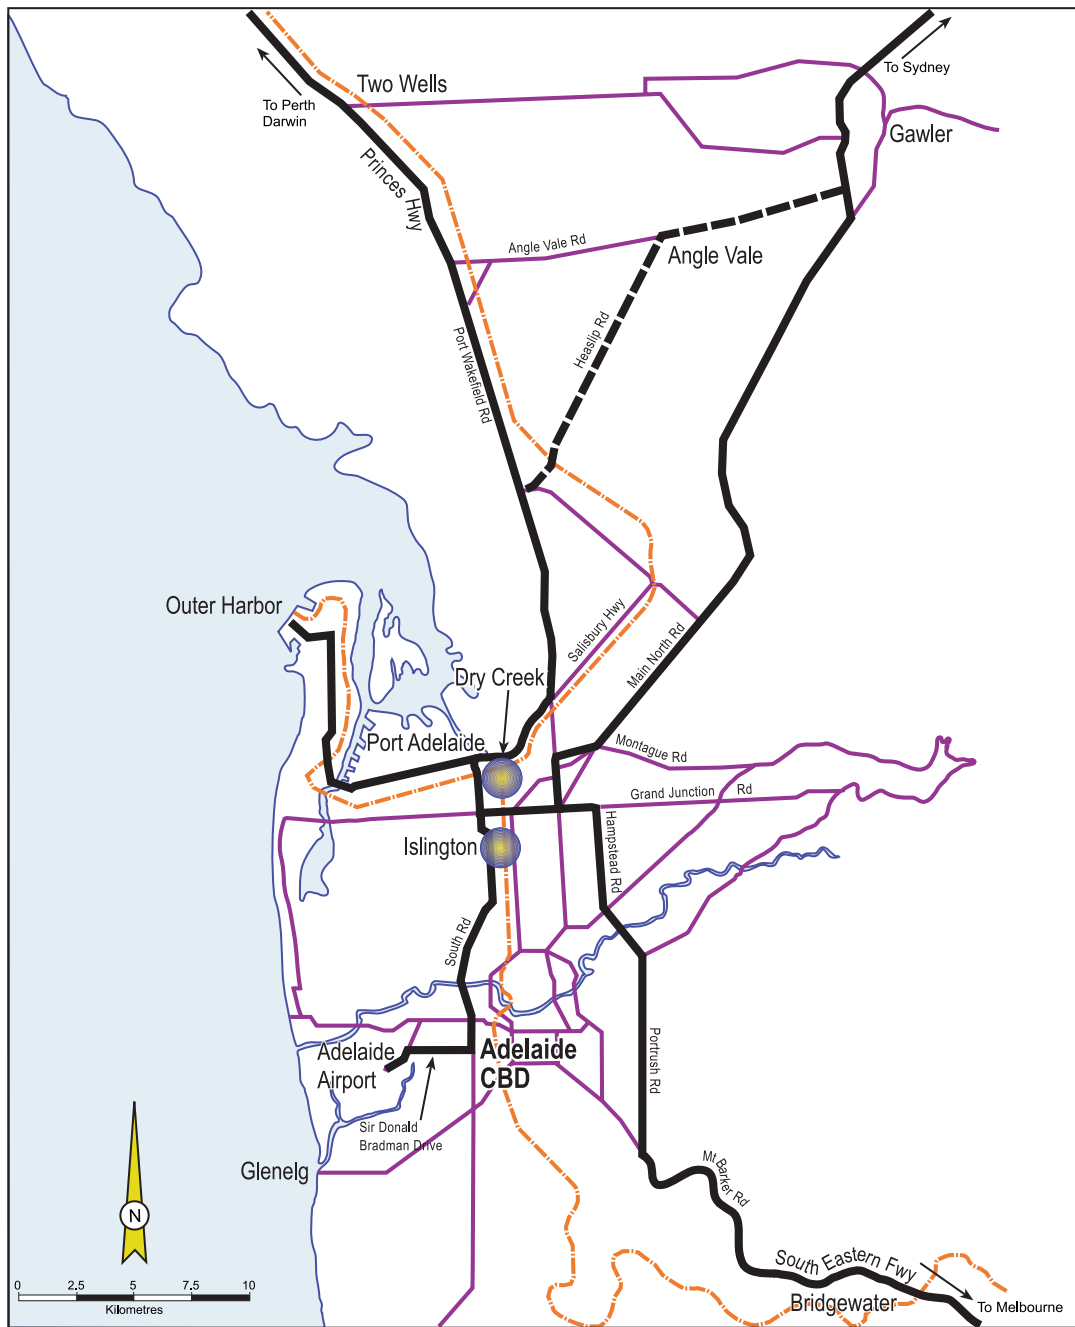 To Sydney
Two Wells
To Perth
Darwin
Gawler
Princes Hwy
Angle Vale Rd
Angle Vale
Port Wakefield Rd
Heaslip Rd
Outer Harbor
Salisbury Hwy
Main North Rd
Dry Creek
Port Adelaide
Montague Rd
Grand Junction Rd
Islington
Hampstead Rd
South Rd
Adelaide
Airport
Adelaide
CBD
Portrush Rd
Sir Donald
Bradman Drive
Glenelg
Mt Barker Rd
N
South Eastern Fwy
Bridgewater
To Melbourne
0 2.5 5 7.5 10
Kilometres